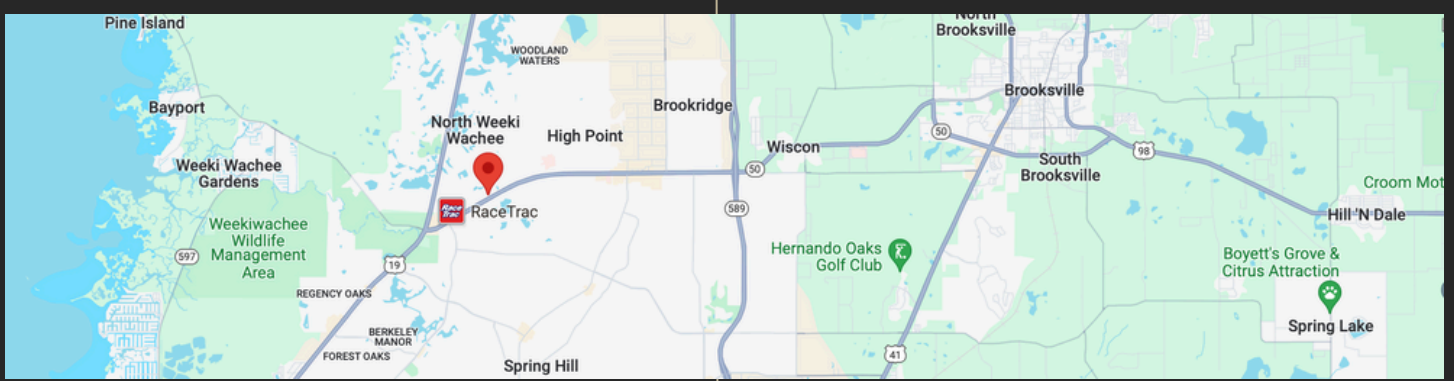 Pine Island
North
Brooksville
WOODLAND
WATERS
Brooksville
Bayport
Brookridge
North Weeki
Wachee
High Point
50
Wiscon
98
South
Brooksville
Weeki Wachee
Gardens
50
Croom Mot
Race
Trac
RaceTrac
589
Hill 'N Dale
Weekiwachee
Wildlife
Management
Area
597
19
Hernando Oaks
Golf Club
Boyett's Grove &
Citrus Attraction
REGENCY OAKS
BERKELEY
MANOR
FOREST OAKS
Spring Lake
Spring Hill
41